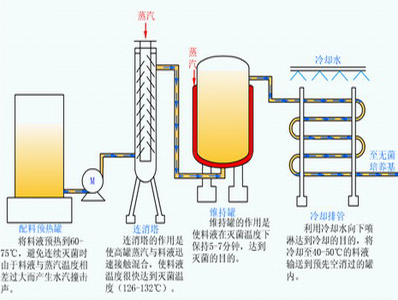 蒸汽
蒸汽
冷却水
至无菌
培养基
M
配料预热罐
将料液预热到60-
75℃，避免连续灭菌时
由于料液与蒸汽温度相
差过大而产生水汽撞击
声。
连消塔
连消塔的作用是
使高罐蒸汽与料液迅
速接触混合，使料液
温度很快达到灭菌温
度（126-132℃）。
维持罐
维持罐的作用是
使料液在灭菌温度下
保持5-7分钟，达到
灭菌的目的。
冷却排管
利用冷却水向下喷
淋达到冷却的目的，将
冷却至40-50℃的料液
输送到预先空消过的罐
内。